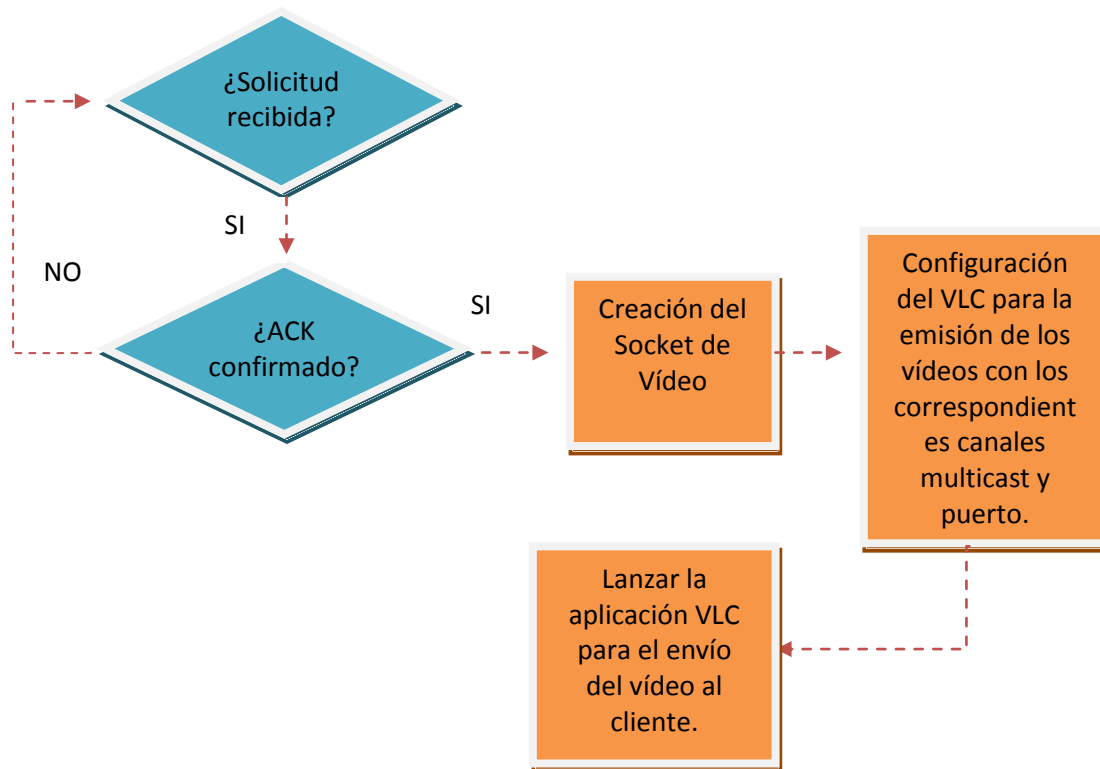 ¿Solicitud
recibida?
SI
NO
¿ACK
confirmado?
SI
Creación del
Socket de
Vídeo
Configuración
del VLC para la
emisión de los
vídeos con los
correspondient
es canales
multicast y
puerto.
Lanzar la
aplicación VLC
para el envío
del vídeo al
cliente.